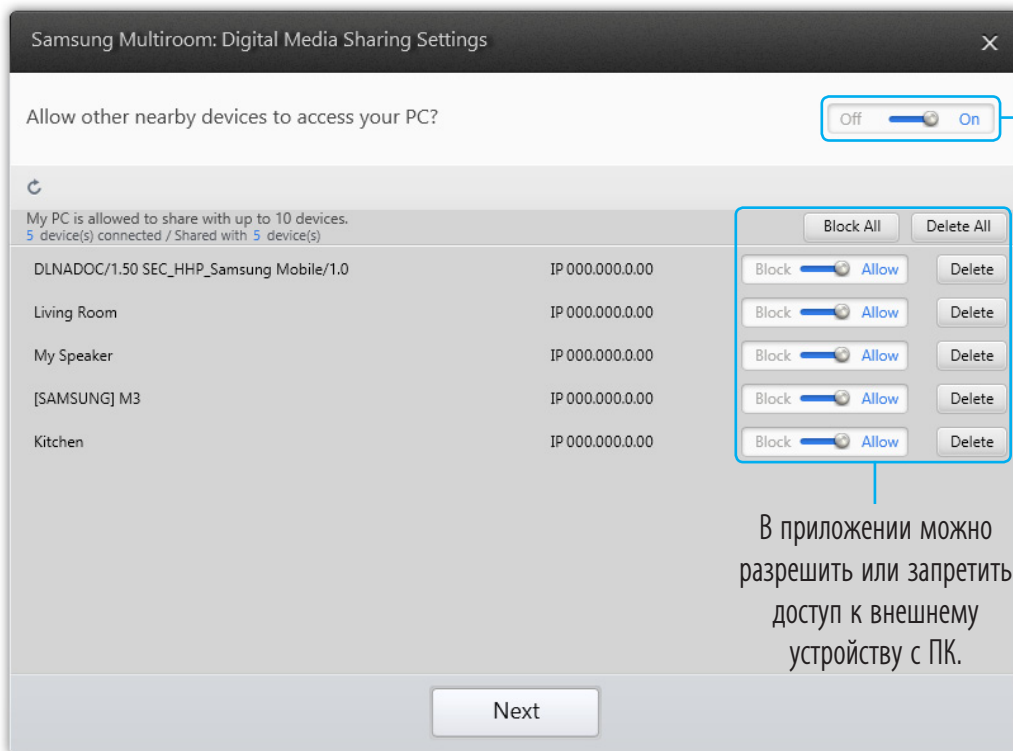 Samsung Multiroom: Digital Media Sharing Settings
Allow other nearby devices to access your PC?
Off On
My PC is allowed to share with up to 10 devices.
5 device(s) connected / Shared with 5 device(s)
Block All Delete All
DLNADOC/1.50 SEC_HHP_Samsung Mobile/1.0 IP 000.000.0.00 Block Allow Delete
Living Room IP 000.000.0.00 Block Allow Delete
My Speaker IP 000.000.0.00 Block Allow Delete
[SAMSUNG] M3 IP 000.000.0.00 Block Allow Delete
Kitchen IP 000.000.0.00 Block Allow Delete
В приложении можно
разрешить или запретить
доступ к внешнему
устройству с ПК.
Next